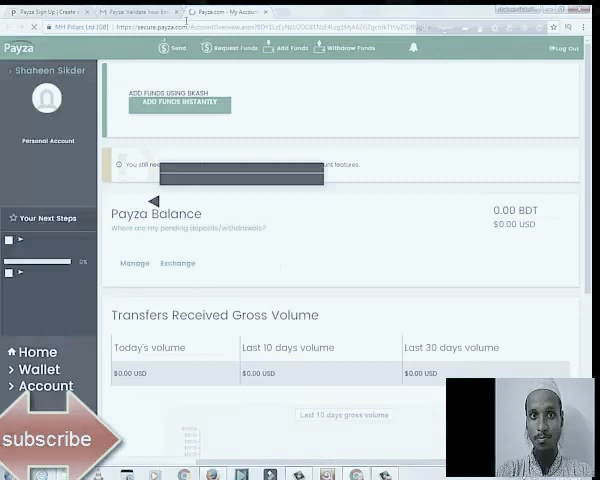 Payza Sign Up | Create
Payza: Validate Your Em
Payza.com - My Accou
MH Pillars Ltd [GB]
https://secure.payza.com
Payza
Send
Request Funds
Add Funds
Withdraw Funds
Log Out
Shaheen Sikder
Personal Account
ADD FUNDS USING BKASH
ADD FUNDS INSTANTLY
You still nee
unt features.
Your Next Steps
0%
Payza Balance
0.00 BDT
Where are my pending deposits/withdrawals?
$0.00 USD
Manage
Exchange
Transfers Received Gross Volume
Today's volume
Last 10 days volume
Last 30 days volume
$0.00 USD
$0.00 USD
$0.00 USD
Home
Wallet
Account
Last 10 days gross volume
subscribe